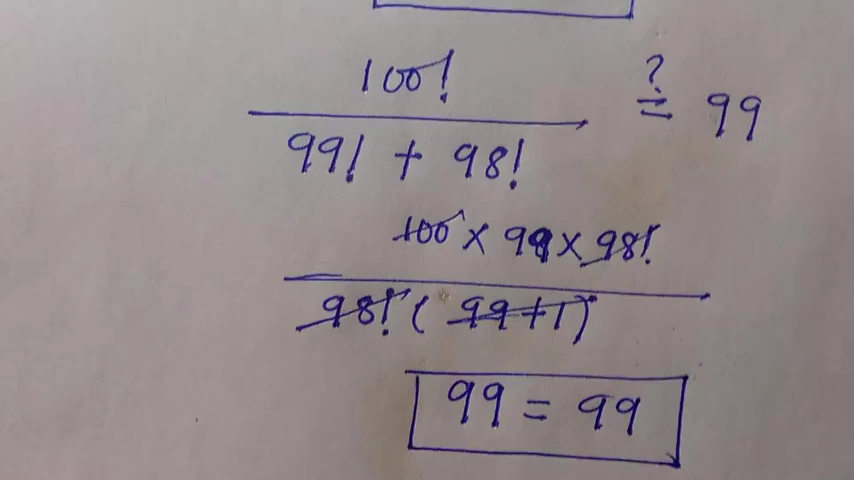 100! ≟ 99
99! + 98!
100 × 99 × 98!
98! ( 99+1)
99 = 99